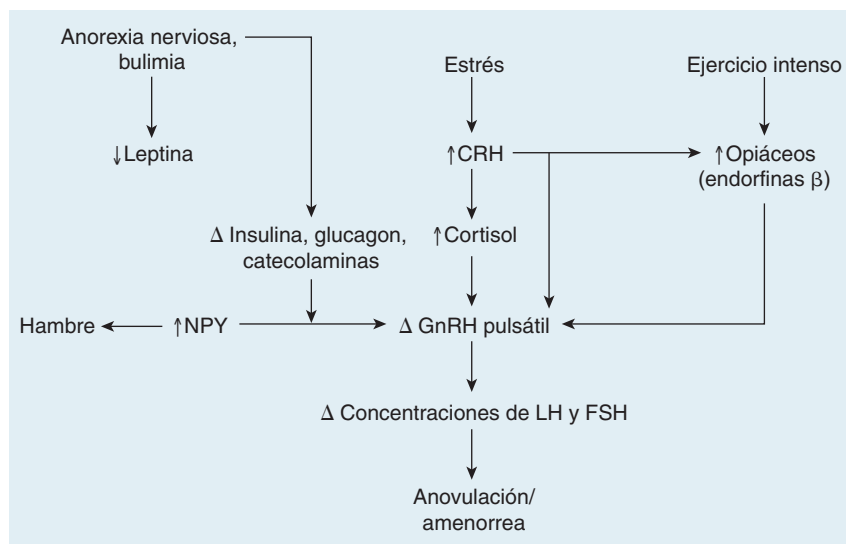 Anorexia nerviosa,
bulimia
Estrés
Ejercicio intenso
↓Leptina
↑CRH
↑Opiáceos
(endorfinas β)
Δ Insulina, glucagon,
catecolaminas
↑Cortisol
Hambre
↑NPY
Δ GnRH pulsátil
Δ Concentraciones de LH y FSH
Anovulación/
amenorrea